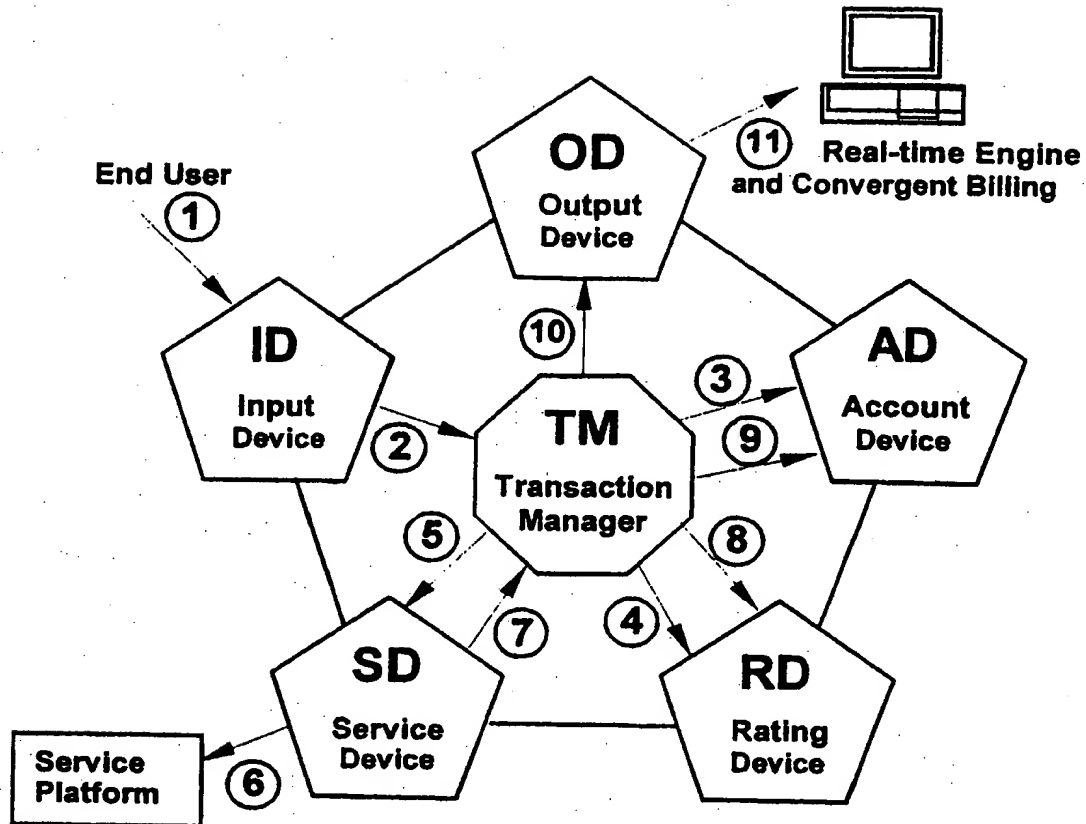 OD
Output
Device
11
Real-time Engine
and Convergent Billing
End User
1
10
ID
Input
Device
2
3
AD
Account
Device
9
TM
Transaction
Manager
5
8
7
4
SD
Service
Device
RD
Rating
Device
6
Service
Platform